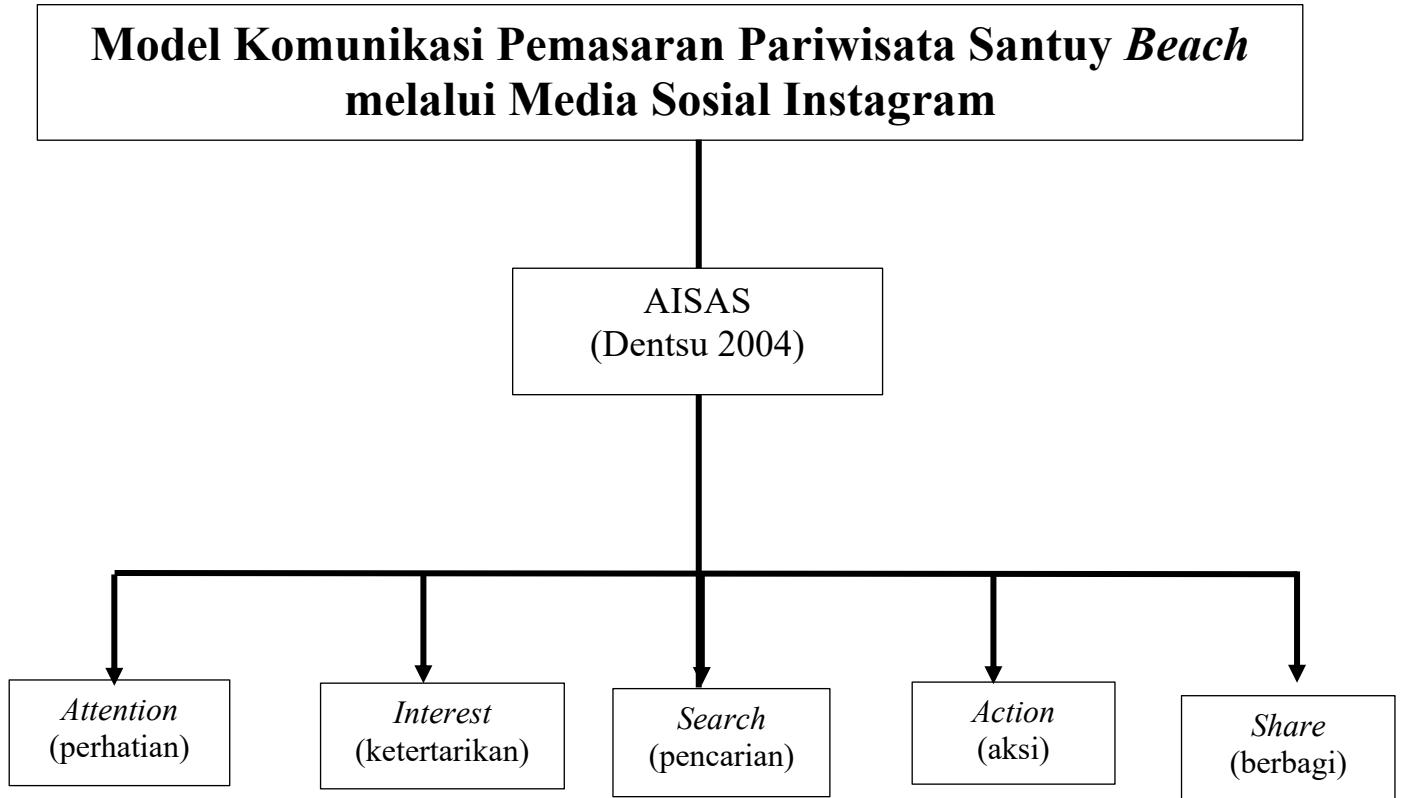 Model Komunikasi Pemasaran Pariwisata Santuy Beach
melalui Media Sosial Instagram
AISAS
(Dentsu 2004)
Attention
(perhatian)
Interest
(ketertarikan)
Search
(pencarian)
Action
(aksi)
Share
(berbagi)